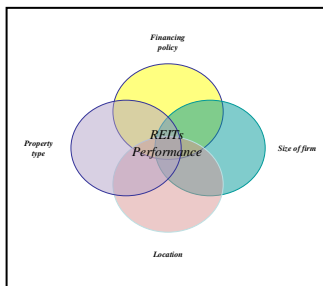 Financing
policy
REITs
Performance
Property
type
Size of firm
Location